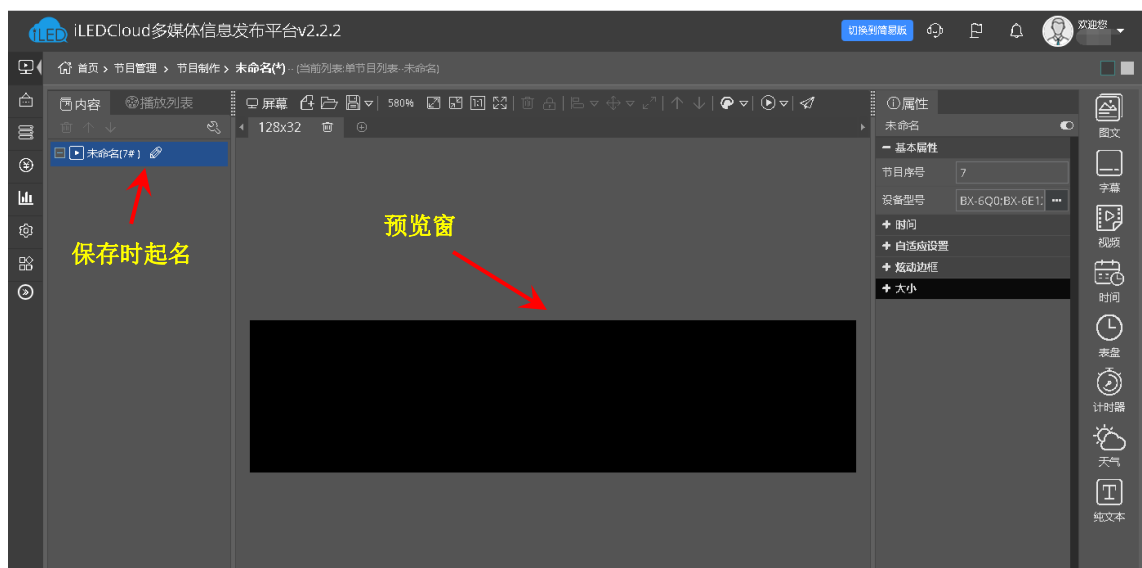 iLED iLEDCloud多媒体信息发布平台v2.2.2
切换到简易版
欢迎您
首页 > 节目管理 > 节目制作 > 未命名(*) -- (当前列表:单节目列表--未命名)
内容 播放列表
屏幕 580%
128x32
未命名(7#)
保存时起名
预览窗
属性
未命名
基本属性
节目序号 7
设备型号 BX-6Q0;BX-6E1;
时间
自适应设置
炫动边框
大小
图文
字幕
视频
时间
表盘
计时器
天气
T
纯文本